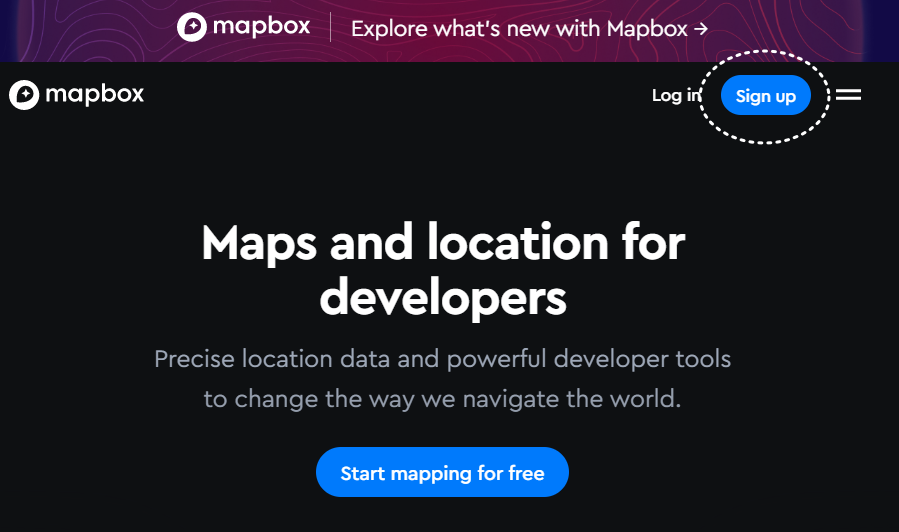 mapbox Explore what's new with Mapbox →
mapbox Log in Sign up
Maps and location for
developers
Precise location data and powerful developer tools
to change the way we navigate the world.
Start mapping for free